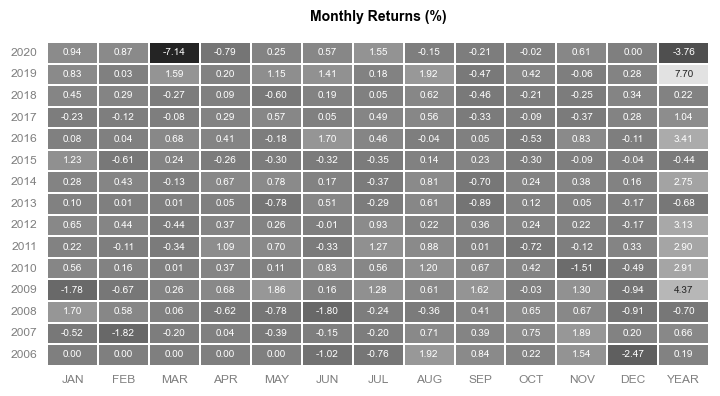 Monthly Returns (%)
2020 0.94 0.87 -7.14 -0.79 0.25 0.57 1.55 -0.15 -0.21 -0.02 0.61 0.00 -3.76
2019 0.83 0.03 1.59 0.20 1.15 1.41 0.18 1.92 -0.47 0.42 -0.06 0.28 7.70
2018 0.45 0.29 -0.27 0.09 -0.60 0.19 0.05 0.62 -0.46 -0.21 -0.25 0.34 0.22
2017 -0.23 -0.12 -0.08 0.29 0.57 0.05 0.49 0.56 -0.33 -0.09 -0.37 0.28 1.04
2016 0.08 0.04 0.68 0.41 -0.18 1.70 0.46 -0.04 0.05 -0.53 0.83 -0.11 3.41
2015 1.23 -0.61 0.24 -0.26 -0.30 -0.32 -0.35 0.14 0.23 -0.30 -0.09 -0.04 -0.44
2014 0.28 0.43 -0.13 0.67 0.78 0.17 -0.37 0.81 -0.70 0.24 0.38 0.16 2.75
2013 0.10 0.01 0.01 0.05 -0.78 0.51 -0.29 0.61 -0.89 0.12 0.05 -0.17 -0.68
2012 0.65 0.44 -0.44 0.37 0.26 -0.01 0.93 0.22 0.36 0.24 0.22 -0.17 3.13
2011 0.22 -0.11 -0.34 1.09 0.70 -0.33 1.27 0.88 0.01 -0.72 -0.12 0.33 2.90
2010 0.56 0.16 0.01 0.37 0.11 0.83 0.56 1.20 0.67 0.42 -1.51 -0.49 2.91
2009 -1.78 -0.67 0.26 0.68 1.86 0.16 1.28 0.61 1.62 -0.03 1.30 -0.94 4.37
2008 1.70 0.58 0.06 -0.62 -0.78 -1.80 -0.24 -0.36 0.41 0.65 0.67 -0.91 -0.70
2007 -0.52 -1.82 -0.20 0.04 -0.39 -0.15 -0.20 0.71 0.39 0.75 1.89 0.20 0.66
2006 0.00 0.00 0.00 0.00 0.00 -1.02 -0.76 1.92 0.84 0.22 1.54 -2.47 0.19
JAN FEB MAR APR MAY JUN JUL AUG SEP OCT NOV DEC YEAR